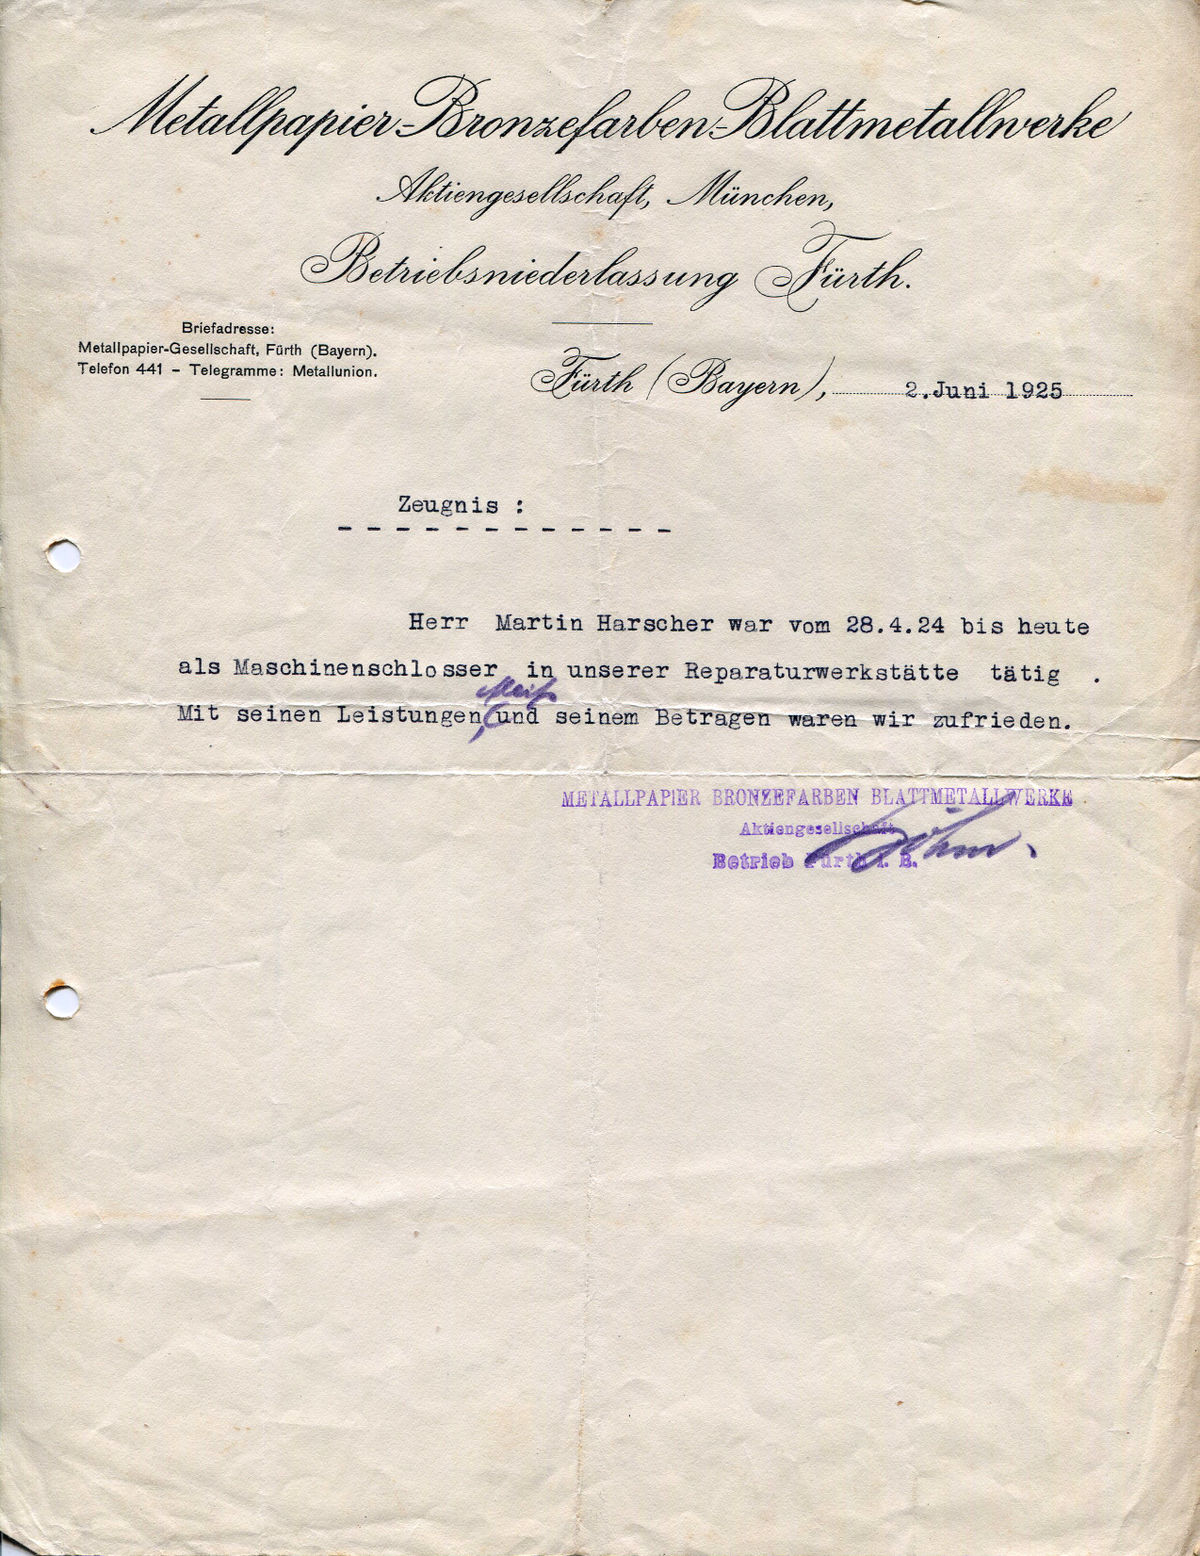 Metallpapier-Bronzefarben-Blattmetallwerke
Aktiengesellschaft, München,
Betriebsniederlassung Fürth.
Briefadresse:
Metallpapier-Gesellschaft, Fürth (Bayern).
Telefon 441 – Telegramme: Metallunion.
Fürth (Bayern), 2.Juni 1925
Zeugnis :
Herr Martin Harscher war vom 28.4.24 bis heute
als Maschinenschlosser in unserer Reparaturwerkstätte tätig .
Mit seinen Leistungen, und seinem Betragen waren wir zufrieden.
METALLPAPIER BRONZEFARBEN BLATTMETALLWERKE
Aktiengesellschaft
Betrieb Fürth i. B.